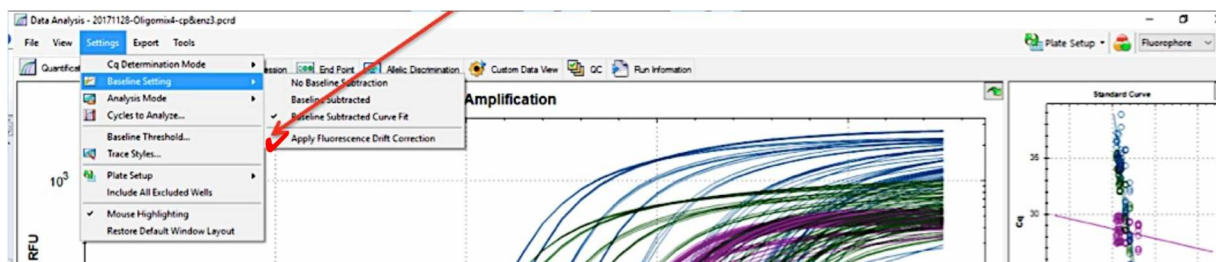 Data Analysis - 20171128-Oligomix4-cp&enz3.pcrd
File View Settings Export Tools
Plate Setup Fluorophore
Quantificat ession End Point Allelic Discrimination Custom Data View QC Run Information
Cq Determination Mode
Baseline Setting
Analysis Mode
Cycles to Analyze...
Baseline Threshold...
Trace Styles...
Plate Setup
Include All Excluded Wells
Mouse Highlighting
Restore Default Window Layout
No Baseline Subtraction
Baseline Subtracted
Baseline Subtracted Curve Fit
Apply Fluorescence Drift Correction
Amplification
10³
RFU
Standard Curve
35
30
Cq